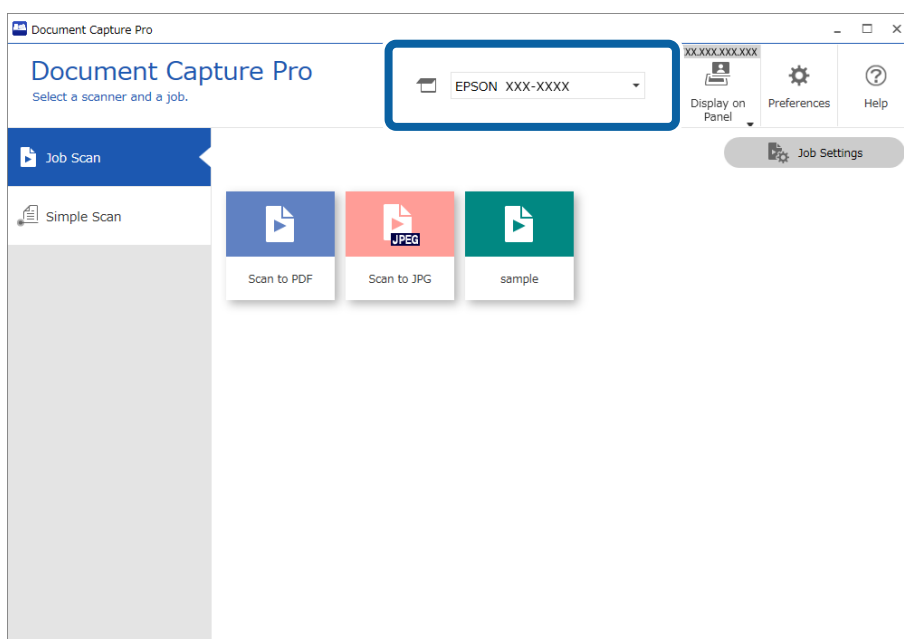 Document Capture Pro
Document Capture Pro
Select a scanner and a job.
EPSON XXX-XXXX
XX.XXX.XXX.XXX
Display on
Panel
Preferences
Help
Job Scan
Job Settings
Simple Scan
JPEG
Scan to PDF
Scan to JPG
sample